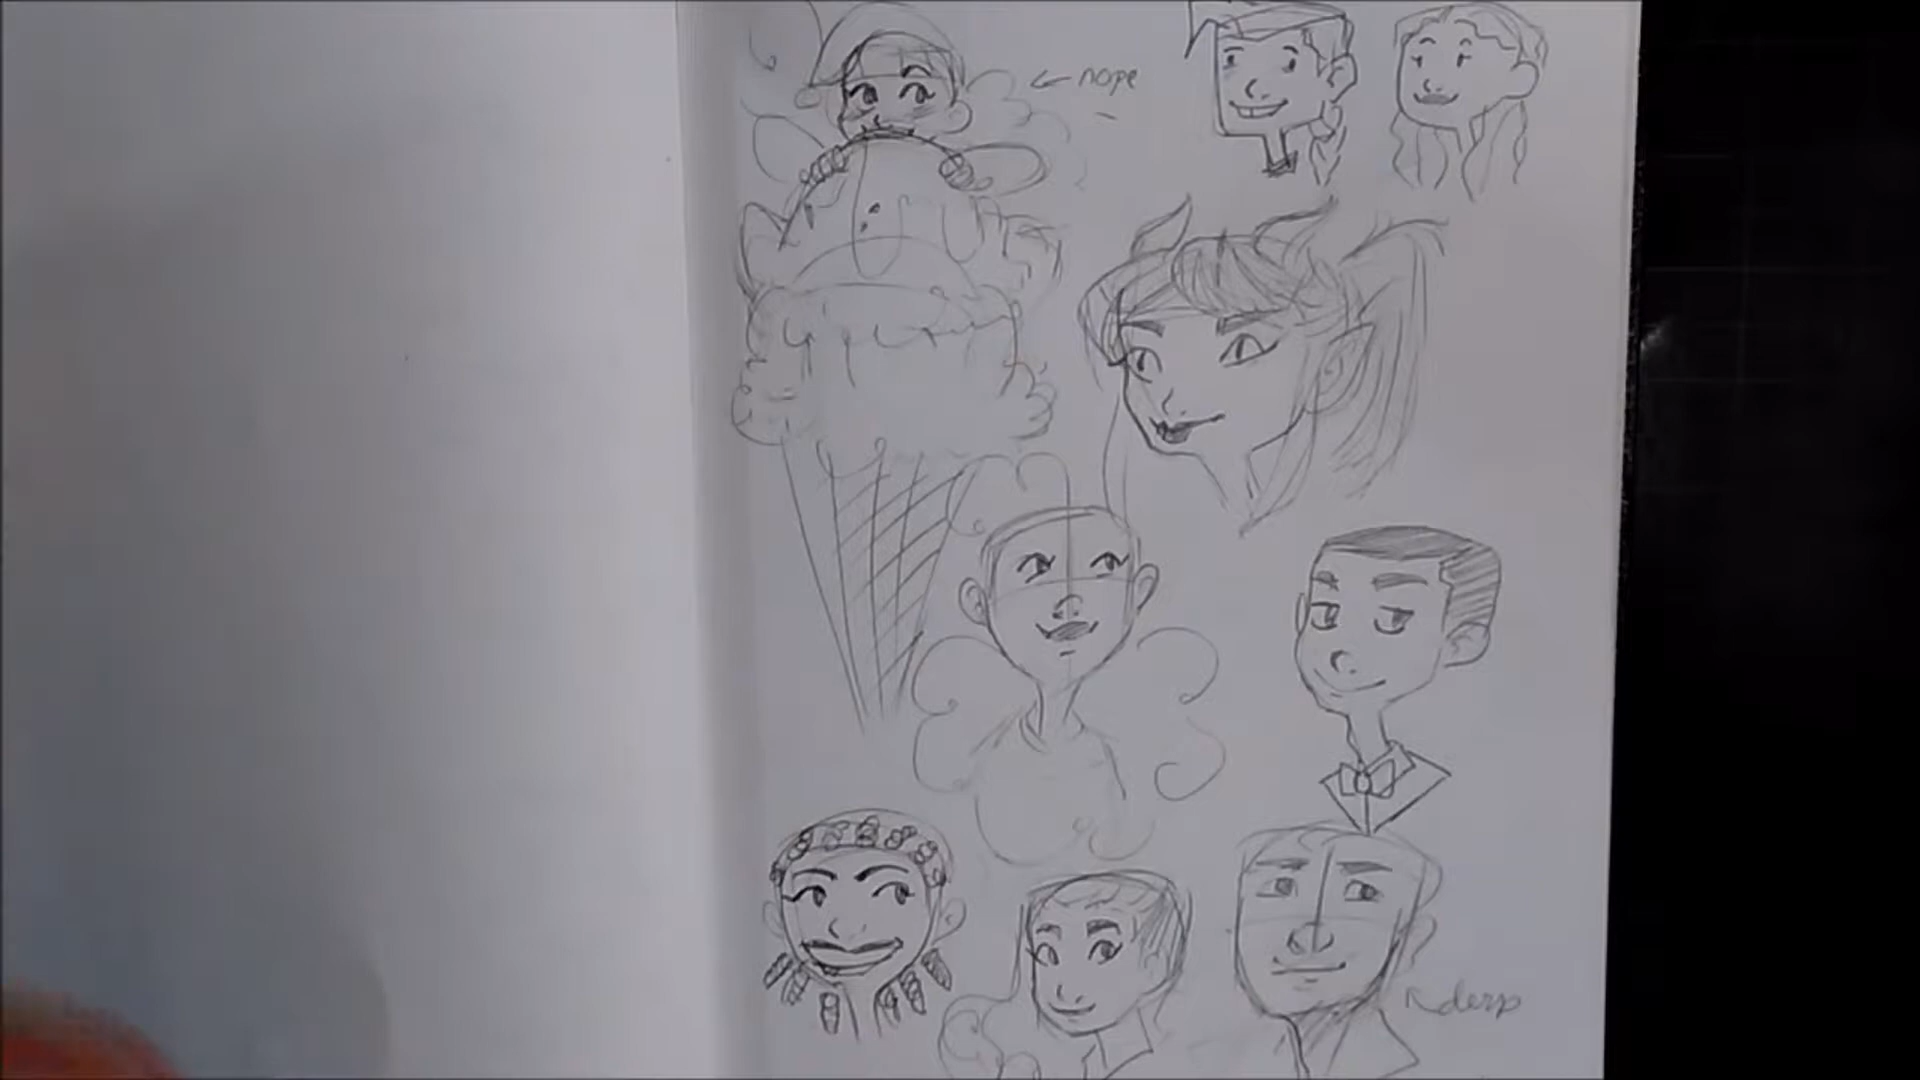 ← nope
↖ derp